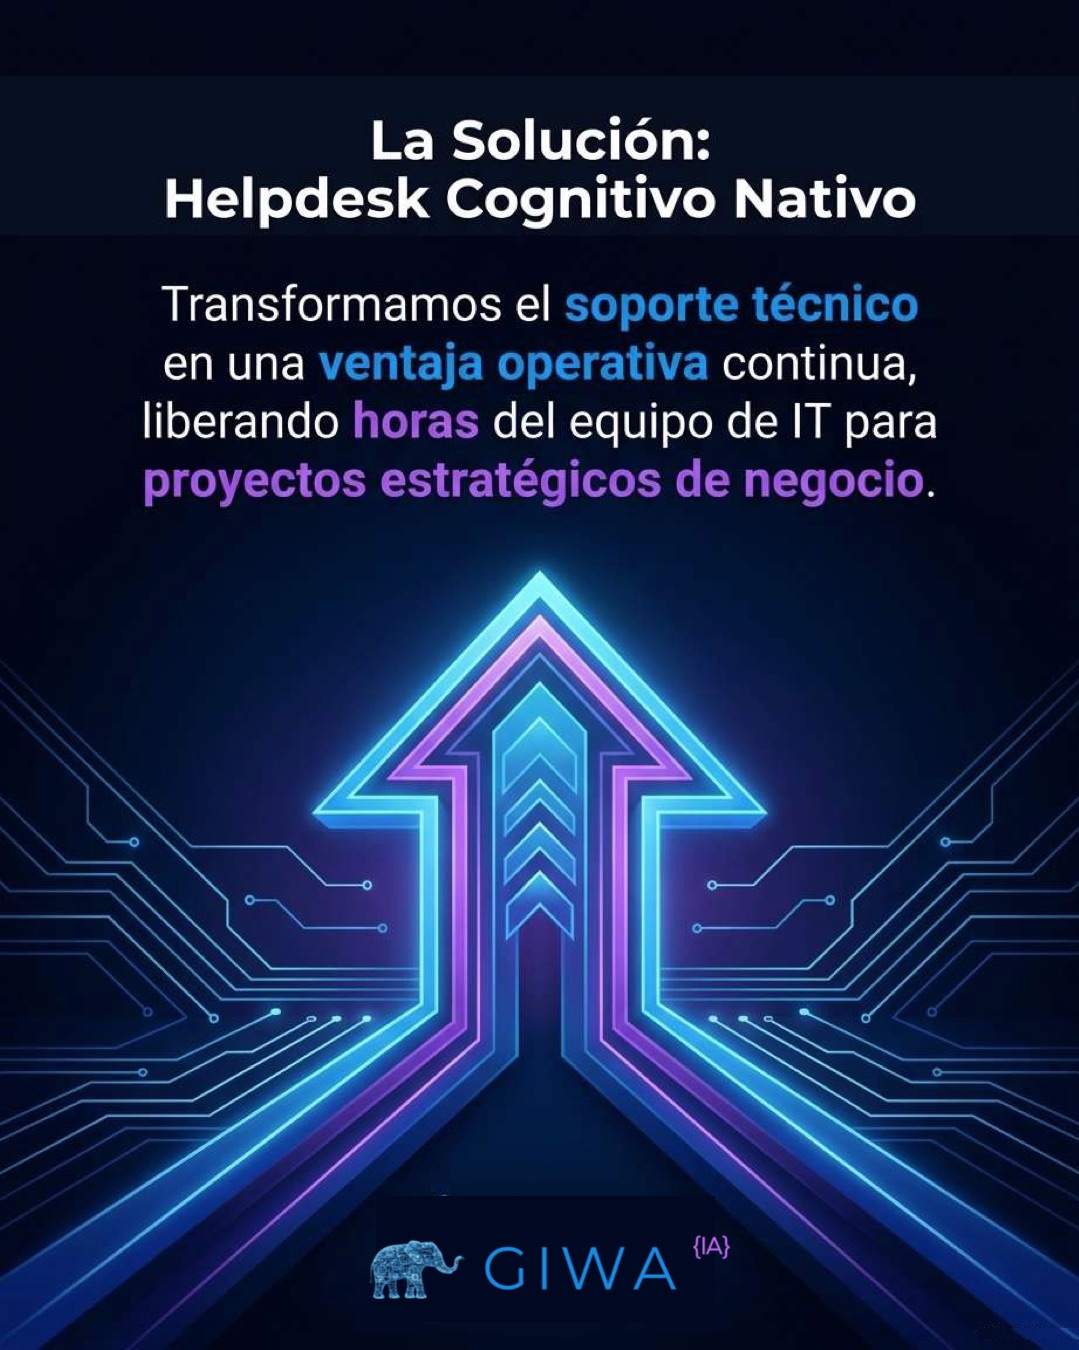 La Solución:
Helpdesk Cognitivo Nativo
Transformamos el soporte técnico
en una ventaja operativa continua,
liberando horas del equipo de IT para
proyectos estratégicos de negocio.
GIWA {IA}